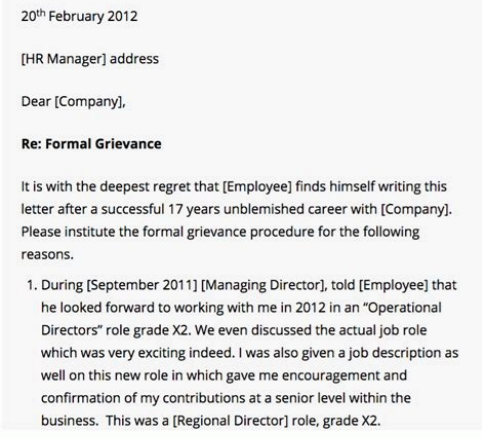 20th February 2012
[HR Manager] address
Dear [Company],
Re: Formal Grievance
It is with the deepest regret that [Employee] finds himself writing this
letter after a successful 17 years unblemished career with [Company].
Please institute the formal grievance procedure for the following
reasons.
1. During [September 2011] [Managing Director], told [Employee] that
he looked forward to working with me in 2012 in an “Operational
Directors” role grade X2. We even discussed the actual job role
which was very exciting indeed. I was also given a job description as
well on this new role in which gave me encouragement and
confirmation of my contributions at a senior level within the
business.  This was a [Regional Director] role, grade X2.